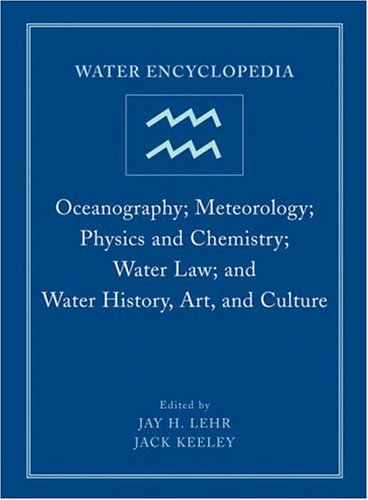 WATER ENCYCLOPEDIA
Oceanography; Meteorology;
Physics and Chemistry;
Water Law; and
Water History, Art, and Culture
Edited by
JAY H. LEHR
JACK KEELEY